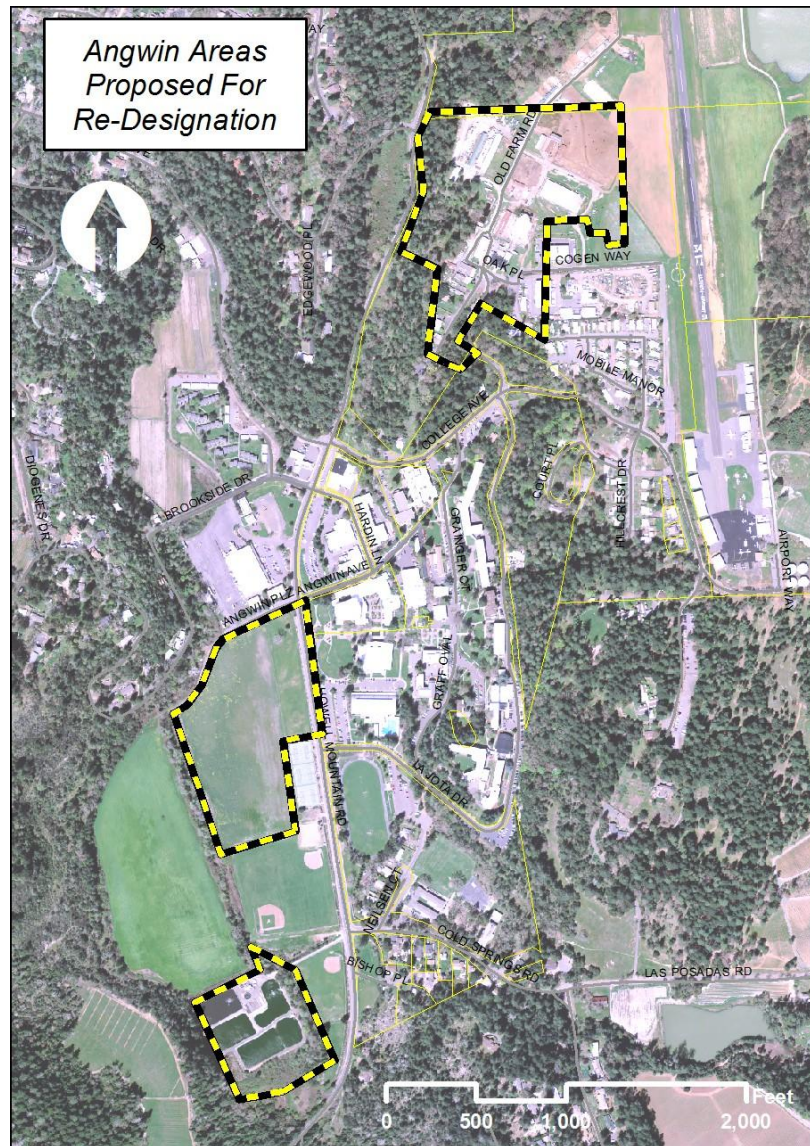 Angwin Areas
Proposed For
Re-Designation
AY
OLD FARM RD
EDGEWOOD PL
OAK PL
COGEN WAY
MOBILE MANOR
COLLEGE AVE
DIOGENES DR
BROOKSIDE DR
HARDIN LN
GRAINGER CT
COURT PL
HILLCREST DR
AIRPORT WAY
ANGWIN PLZ
ANGWIN AVE
GRAFF OVAL
HOWELL MOUNTAIN RD
LA JOTA DR
NEILSEN CT
COLD SPRINGS RD
BISHOP PL
LAS POSADAS RD
Feet
0 500 1,000 2,000